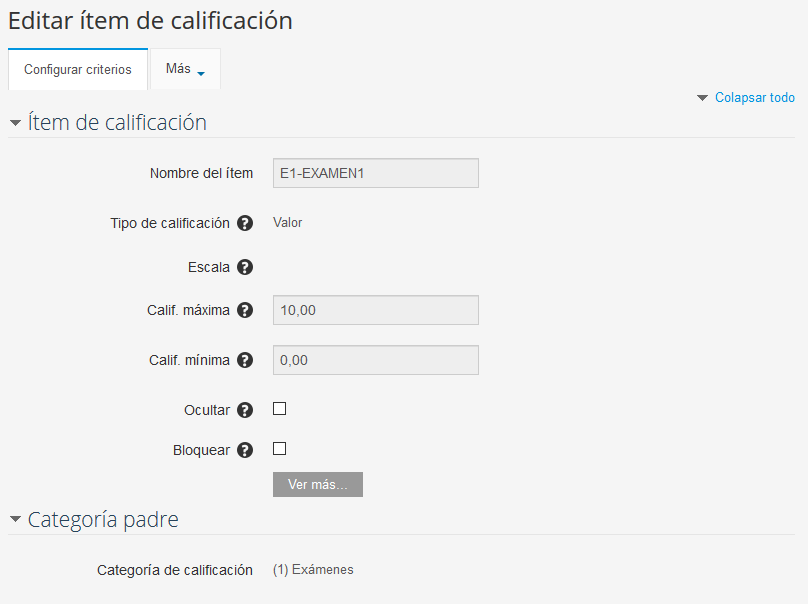 Editar ítem de calificación
Configurar criterios
Más
Colapsar todo
Ítem de calificación
Nombre del ítem E1-EXAMEN1
Tipo de calificación ? Valor
Escala ?
Calif. máxima ? 10,00
Calif. mínima ? 0,00
Ocultar ?
Bloquear ?
Ver más...
Categoría padre
Categoría de calificación (1) Exámenes